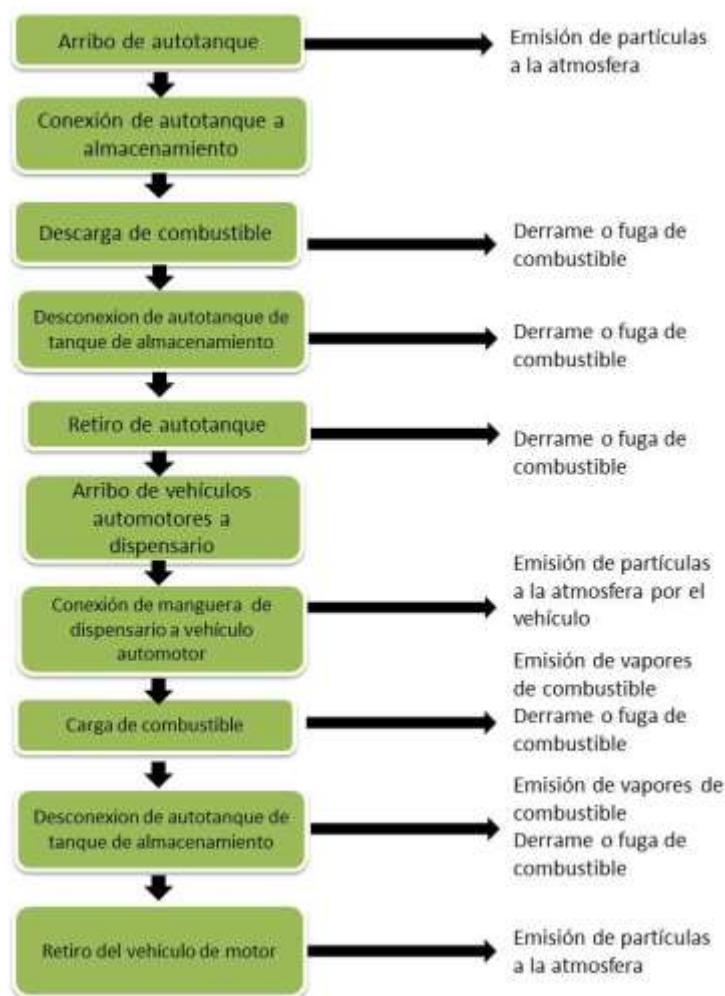 Arribo de autotanque
Emisión de partículas
a la atmosfera
Conexión de autotanque a
almacenamiento
Descarga de combustible
Derrame o fuga de
combustible
Desconexion de autotanque de
tanque de almacenamiento
Derrame o fuga de
combustible
Retiro de autotanque
Derrame o fuga de
combustible
Arribo de vehículos
automotores a
dispensario
Conexión de manguera de
dispensario a vehículo
automotor
Emisión de partículas
a la atmosfera por el
vehículo
Carga de combustible
Emisión de vapores
de combustible
Derrame o fuga de
combustible
Desconexion de autotanque de
tanque de almacenamiento
Emisión de vapores de
combustible
Derrame o fuga de
combustible
Retiro del vehículo de motor
Emisión de partículas
a la atmosfera